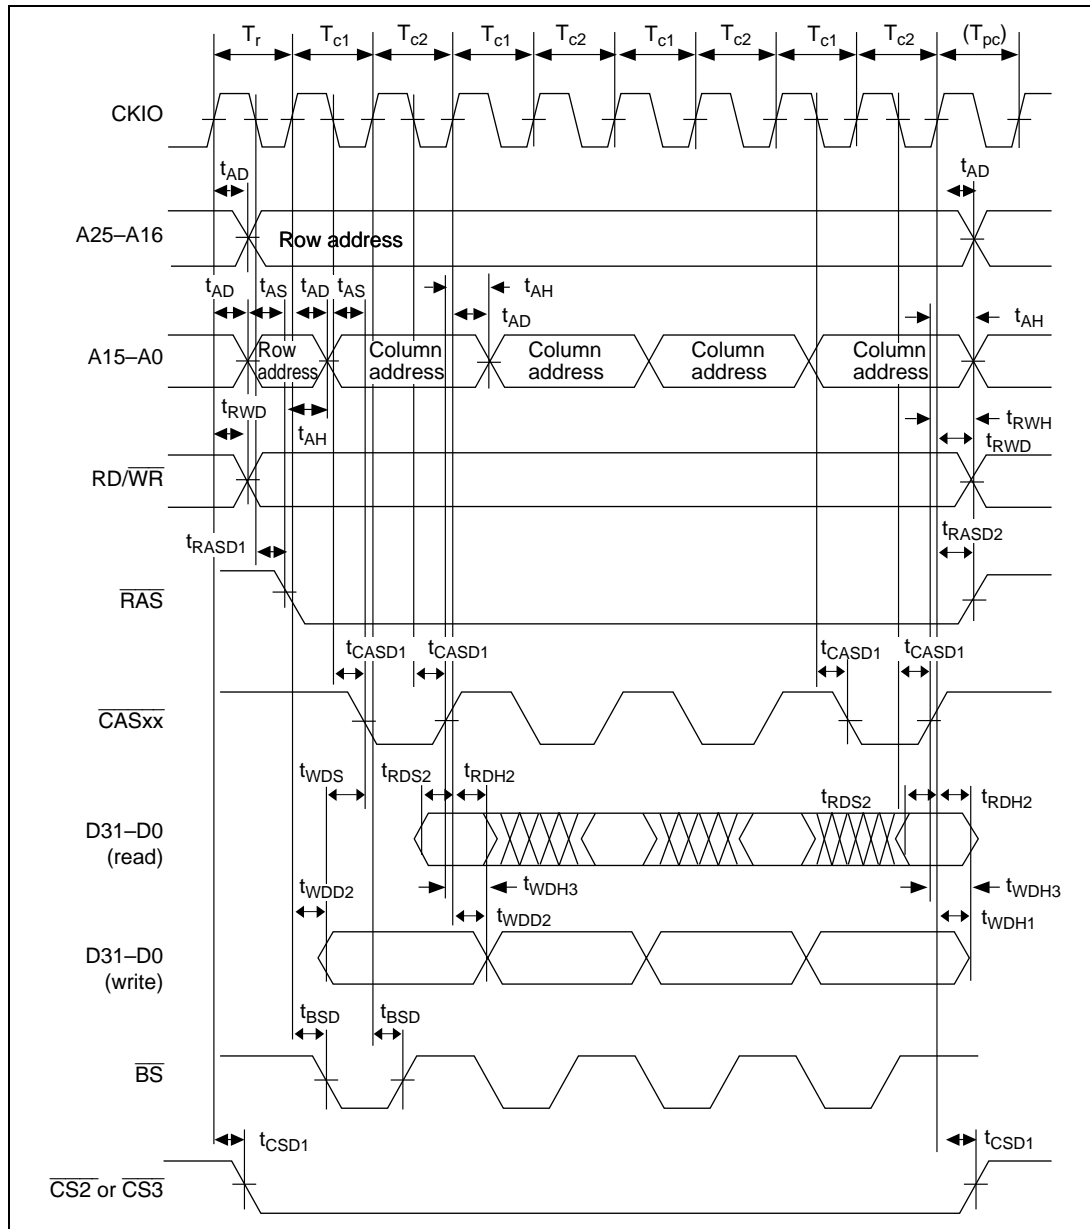 Tr Tc1 Tc2 Tc1 Tc2 Tc1 Tc2 Tc1 Tc2 (Tpc)
CKIO
tAD tAD
A25–A16 Row address
tAD tAS tAD tAS tAH tAD tAH
A15–A0 Row address Column address Column address Column address Column address
tRWD tAH tRWH tRWD
RD/WR
tRASD1 tRASD2
RAS
tCASD1 tCASD1 tCASD1 tCASD1
CASxx
tWDS tRDS2 tRDH2 tRDS2 tRDH2
D31–D0
(read)
tWDD2 tWDH3 tWDH3
tWDD2 tWDH1
D31–D0
(write)
tBSD tBSD
BS
tCSD1 tCSD1
CS2 or CS3